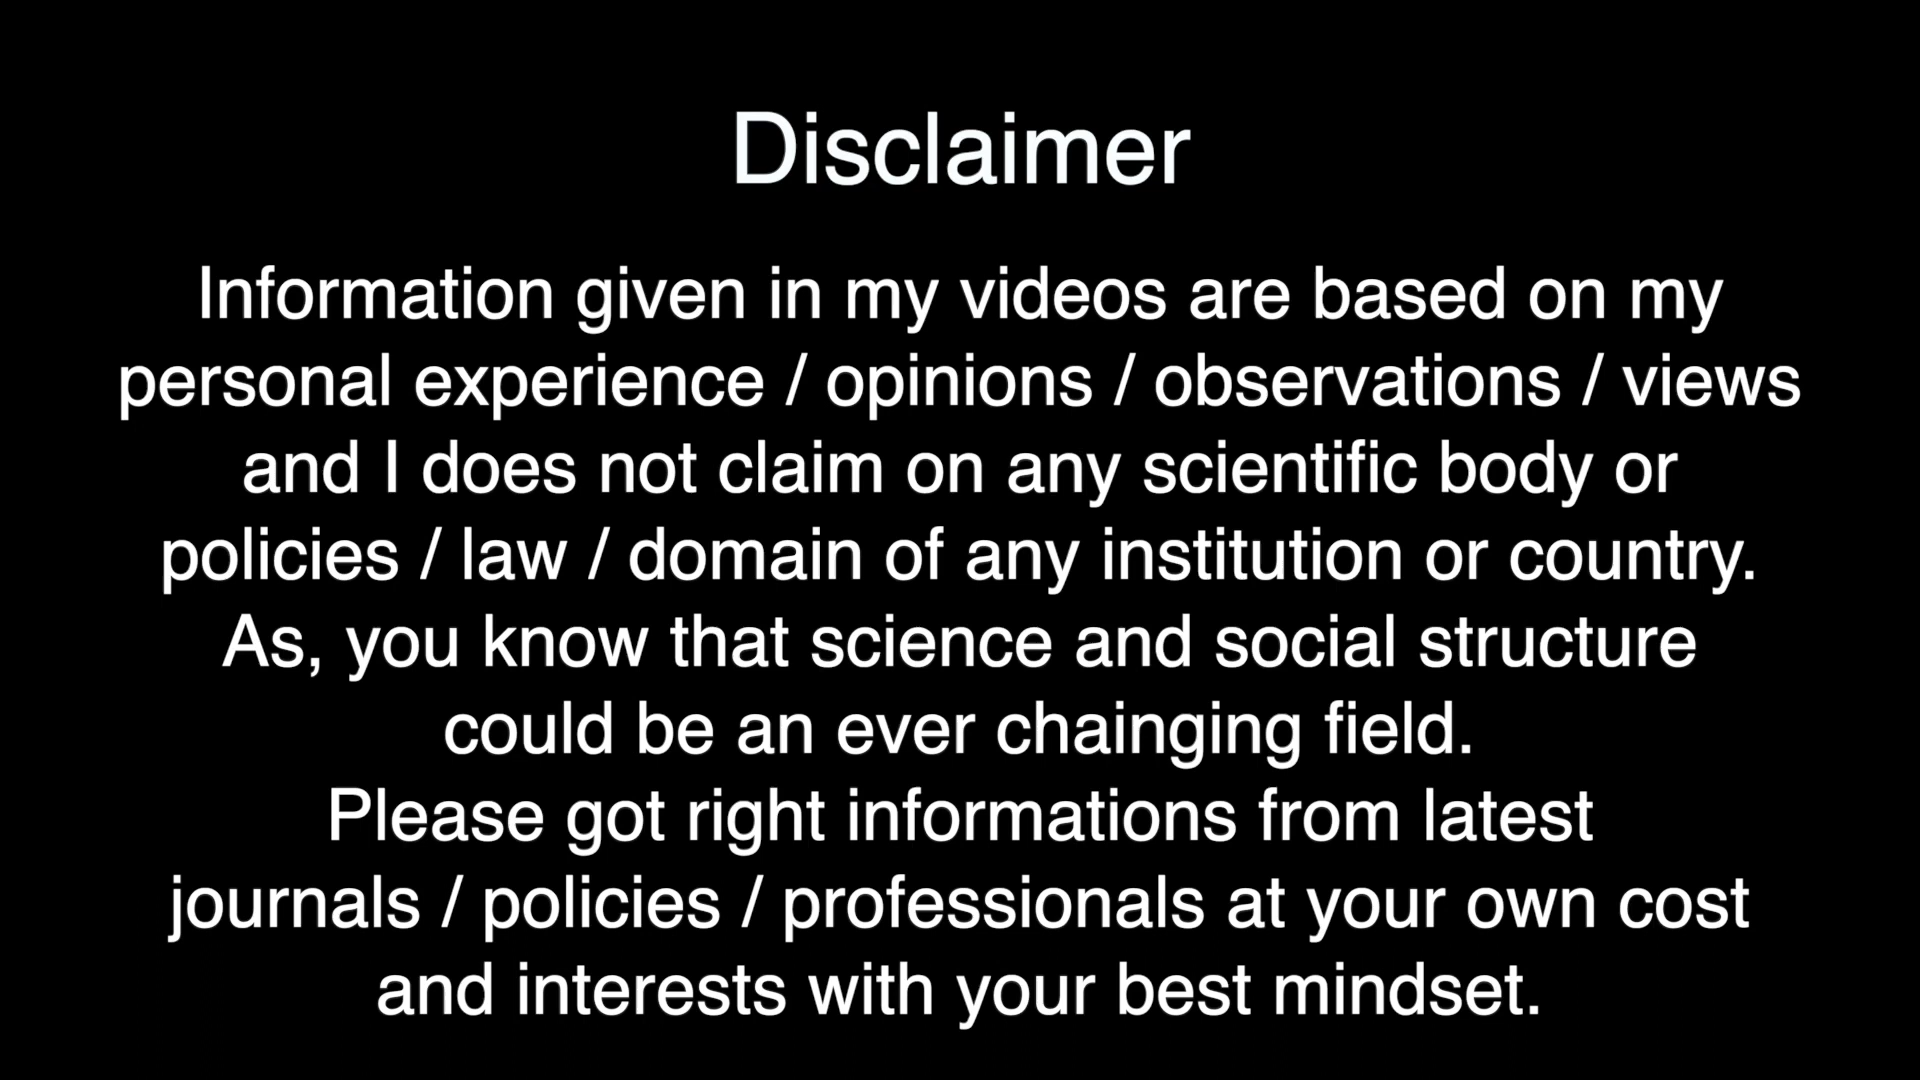 Disclaimer
Information given in my videos are based on my
personal experience / opinions / observations / views
and I does not claim on any scientific body or
policies / law / domain of any institution or country.
As, you know that science and social structure
could be an ever chainging field.
Please got right informations from latest
journals / policies / professionals at your own cost
and interests with your best mindset.